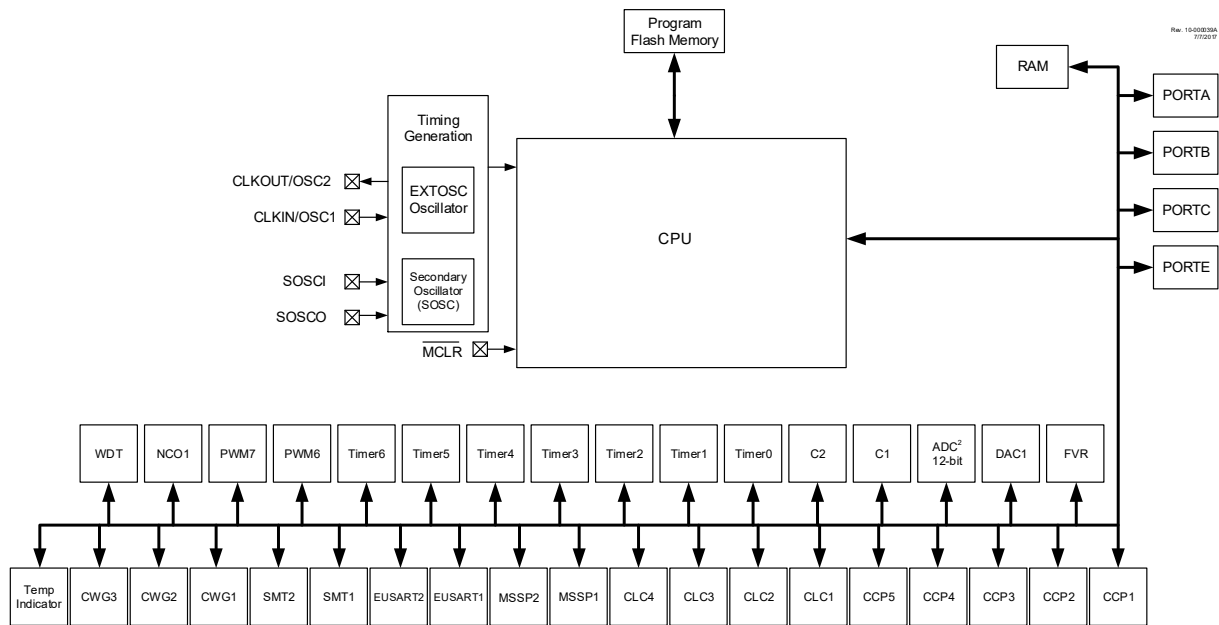 Program
Flash Memory
Rev. 10-000039A
7/7/2017
RAM
PORTA
Timing
Generation
PORTB
CLKOUT/OSC2
EXTOSC
Oscillator
CLKIN/OSC1
PORTC
CPU
PORTE
SOSCI
Secondary
Oscillator
(SOSC)
SOSCO
MCLR
WDT
NCO1
PWM7
PWM6
Timer6
Timer5
Timer4
Timer3
Timer2
Timer1
Timer0
C2
C1
ADC²
12-bit
DAC1
FVR
Temp
Indicator
CWG3
CWG2
CWG1
SMT2
SMT1
EUSART2
EUSART1
MSSP2
MSSP1
CLC4
CLC3
CLC2
CLC1
CCP5
CCP4
CCP3
CCP2
CCP1